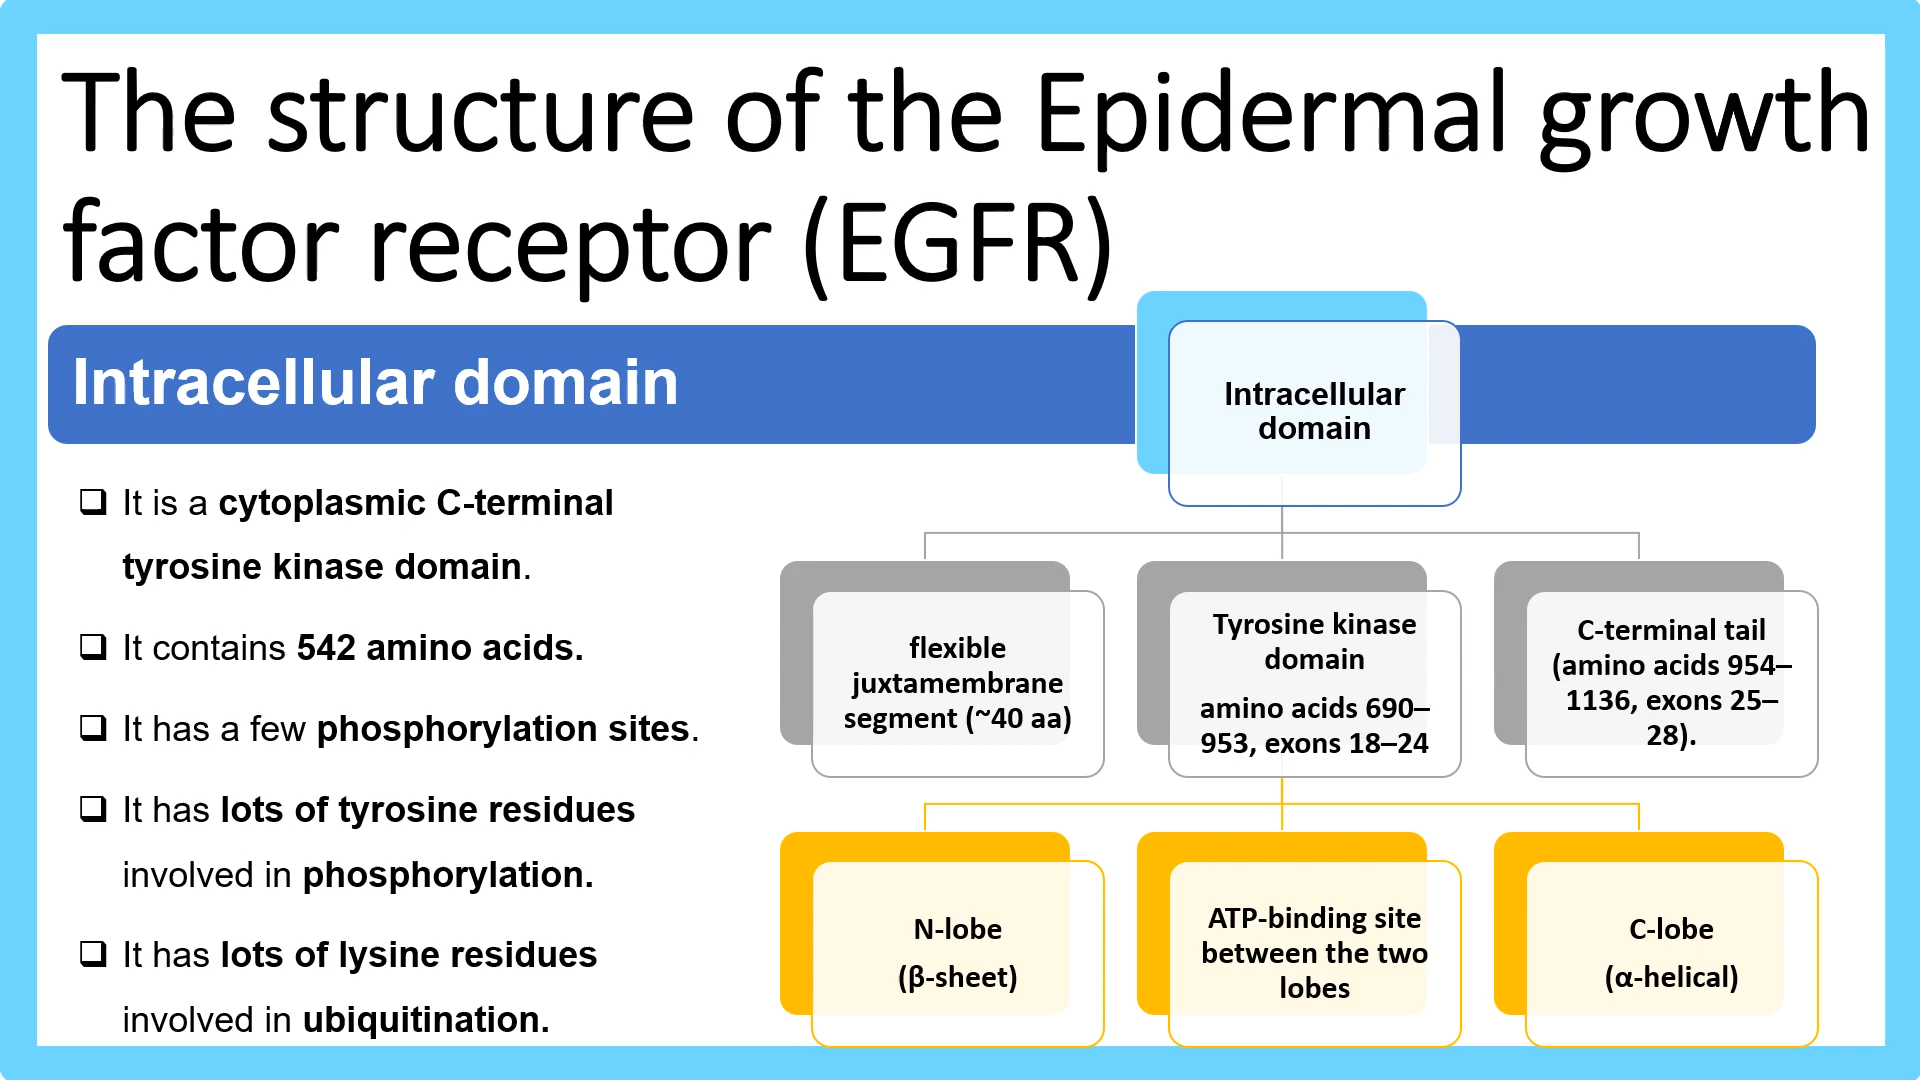 The structure of the Epidermal growth
factor receptor (EGFR)
Intracellular domain
❑ It is a cytoplasmic C-terminal
tyrosine kinase domain.
❑ It contains 542 amino acids.
❑ It has a few phosphorylation sites.
❑ It has lots of tyrosine residues
involved in phosphorylation.
❑ It has lots of lysine residues
involved in ubiquitination.
Intracellular
domain
flexible
juxtamembrane
segment (~40 aa)
Tyrosine kinase
domain
amino acids 690–
953, exons 18–24
C-terminal tail
(amino acids 954–
1136, exons 25–
28).
N-lobe
(β-sheet)
ATP-binding site
between the two
lobes
C-lobe
(α-helical)